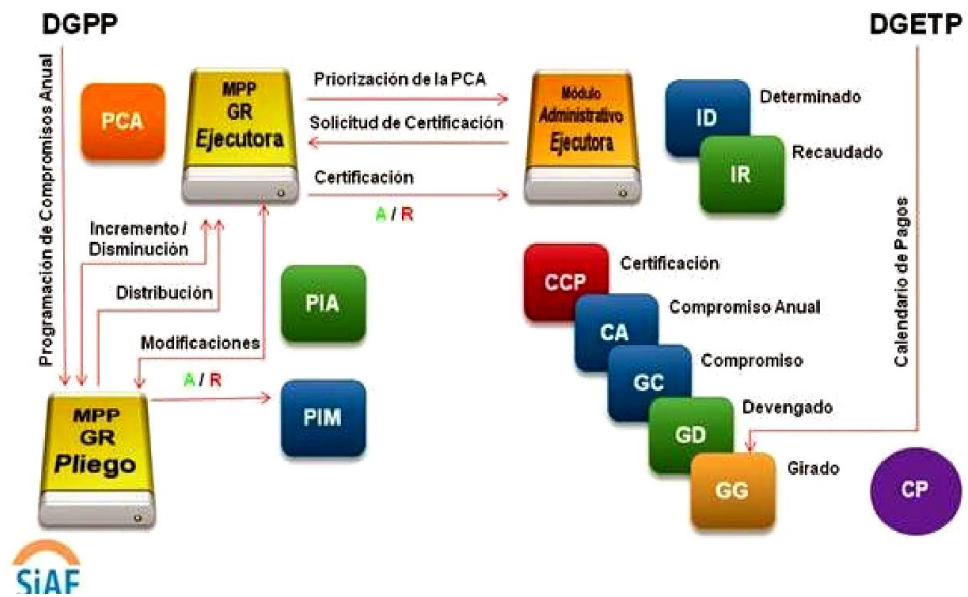 DGPP
DGETP
Programación de Compromisos Anual
PCA
MPP
GR
Ejecutora
Priorización de la PCA
Solicitud de Certificación
Certificación
A / R
Módulo
Administrativo
Ejecutora
ID
Determinado
IR
Recaudado
Incremento /
Disminución
Distribución
Modificaciones
A / R
PIA
PIM
MPP
GR
Pliego
CCP
Certificación
CA
Compromiso Anual
GC
Compromiso
GD
Devengado
GG
Girado
Calendario de Pagos
CP
SiAF